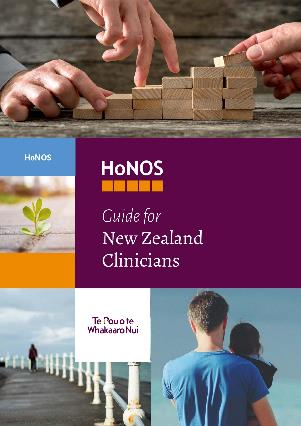 HoNOS
HoNOS
Guide for
New Zealand
Clinicians
Te Pou o te
Whakaaro Nui